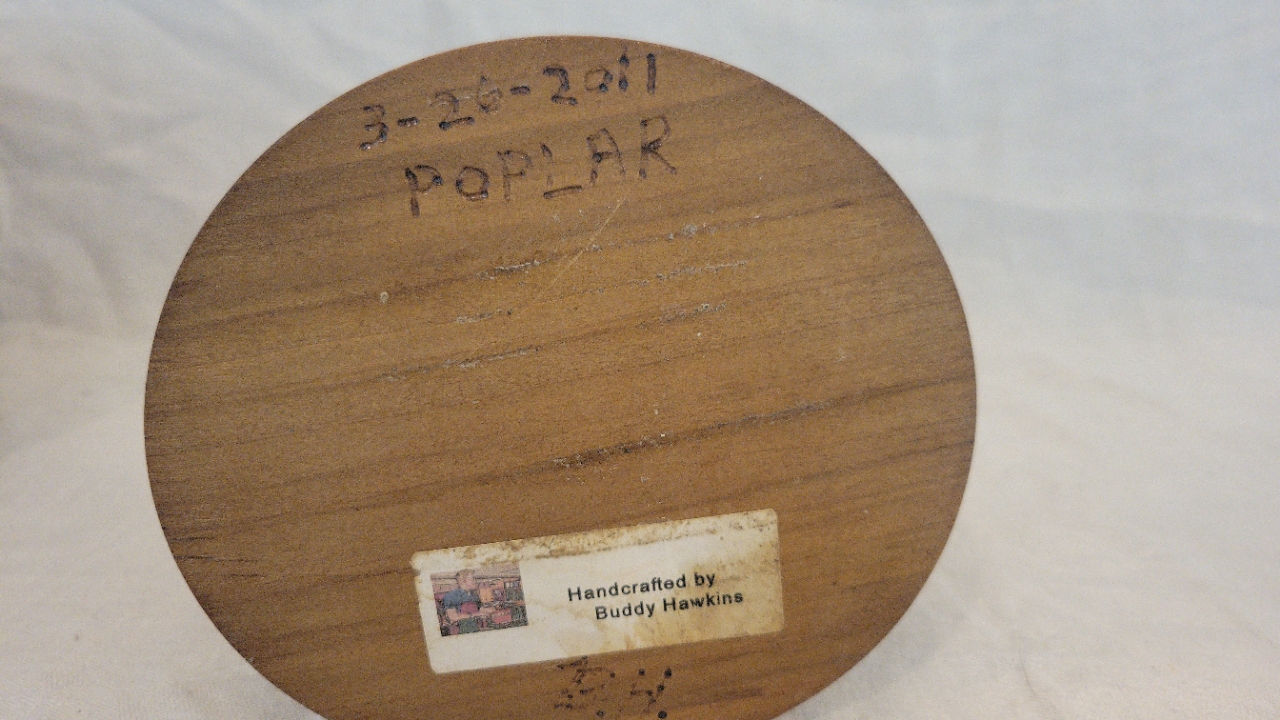 3-26-2011
POPLAR
Handcrafted by
Buddy Hawkins